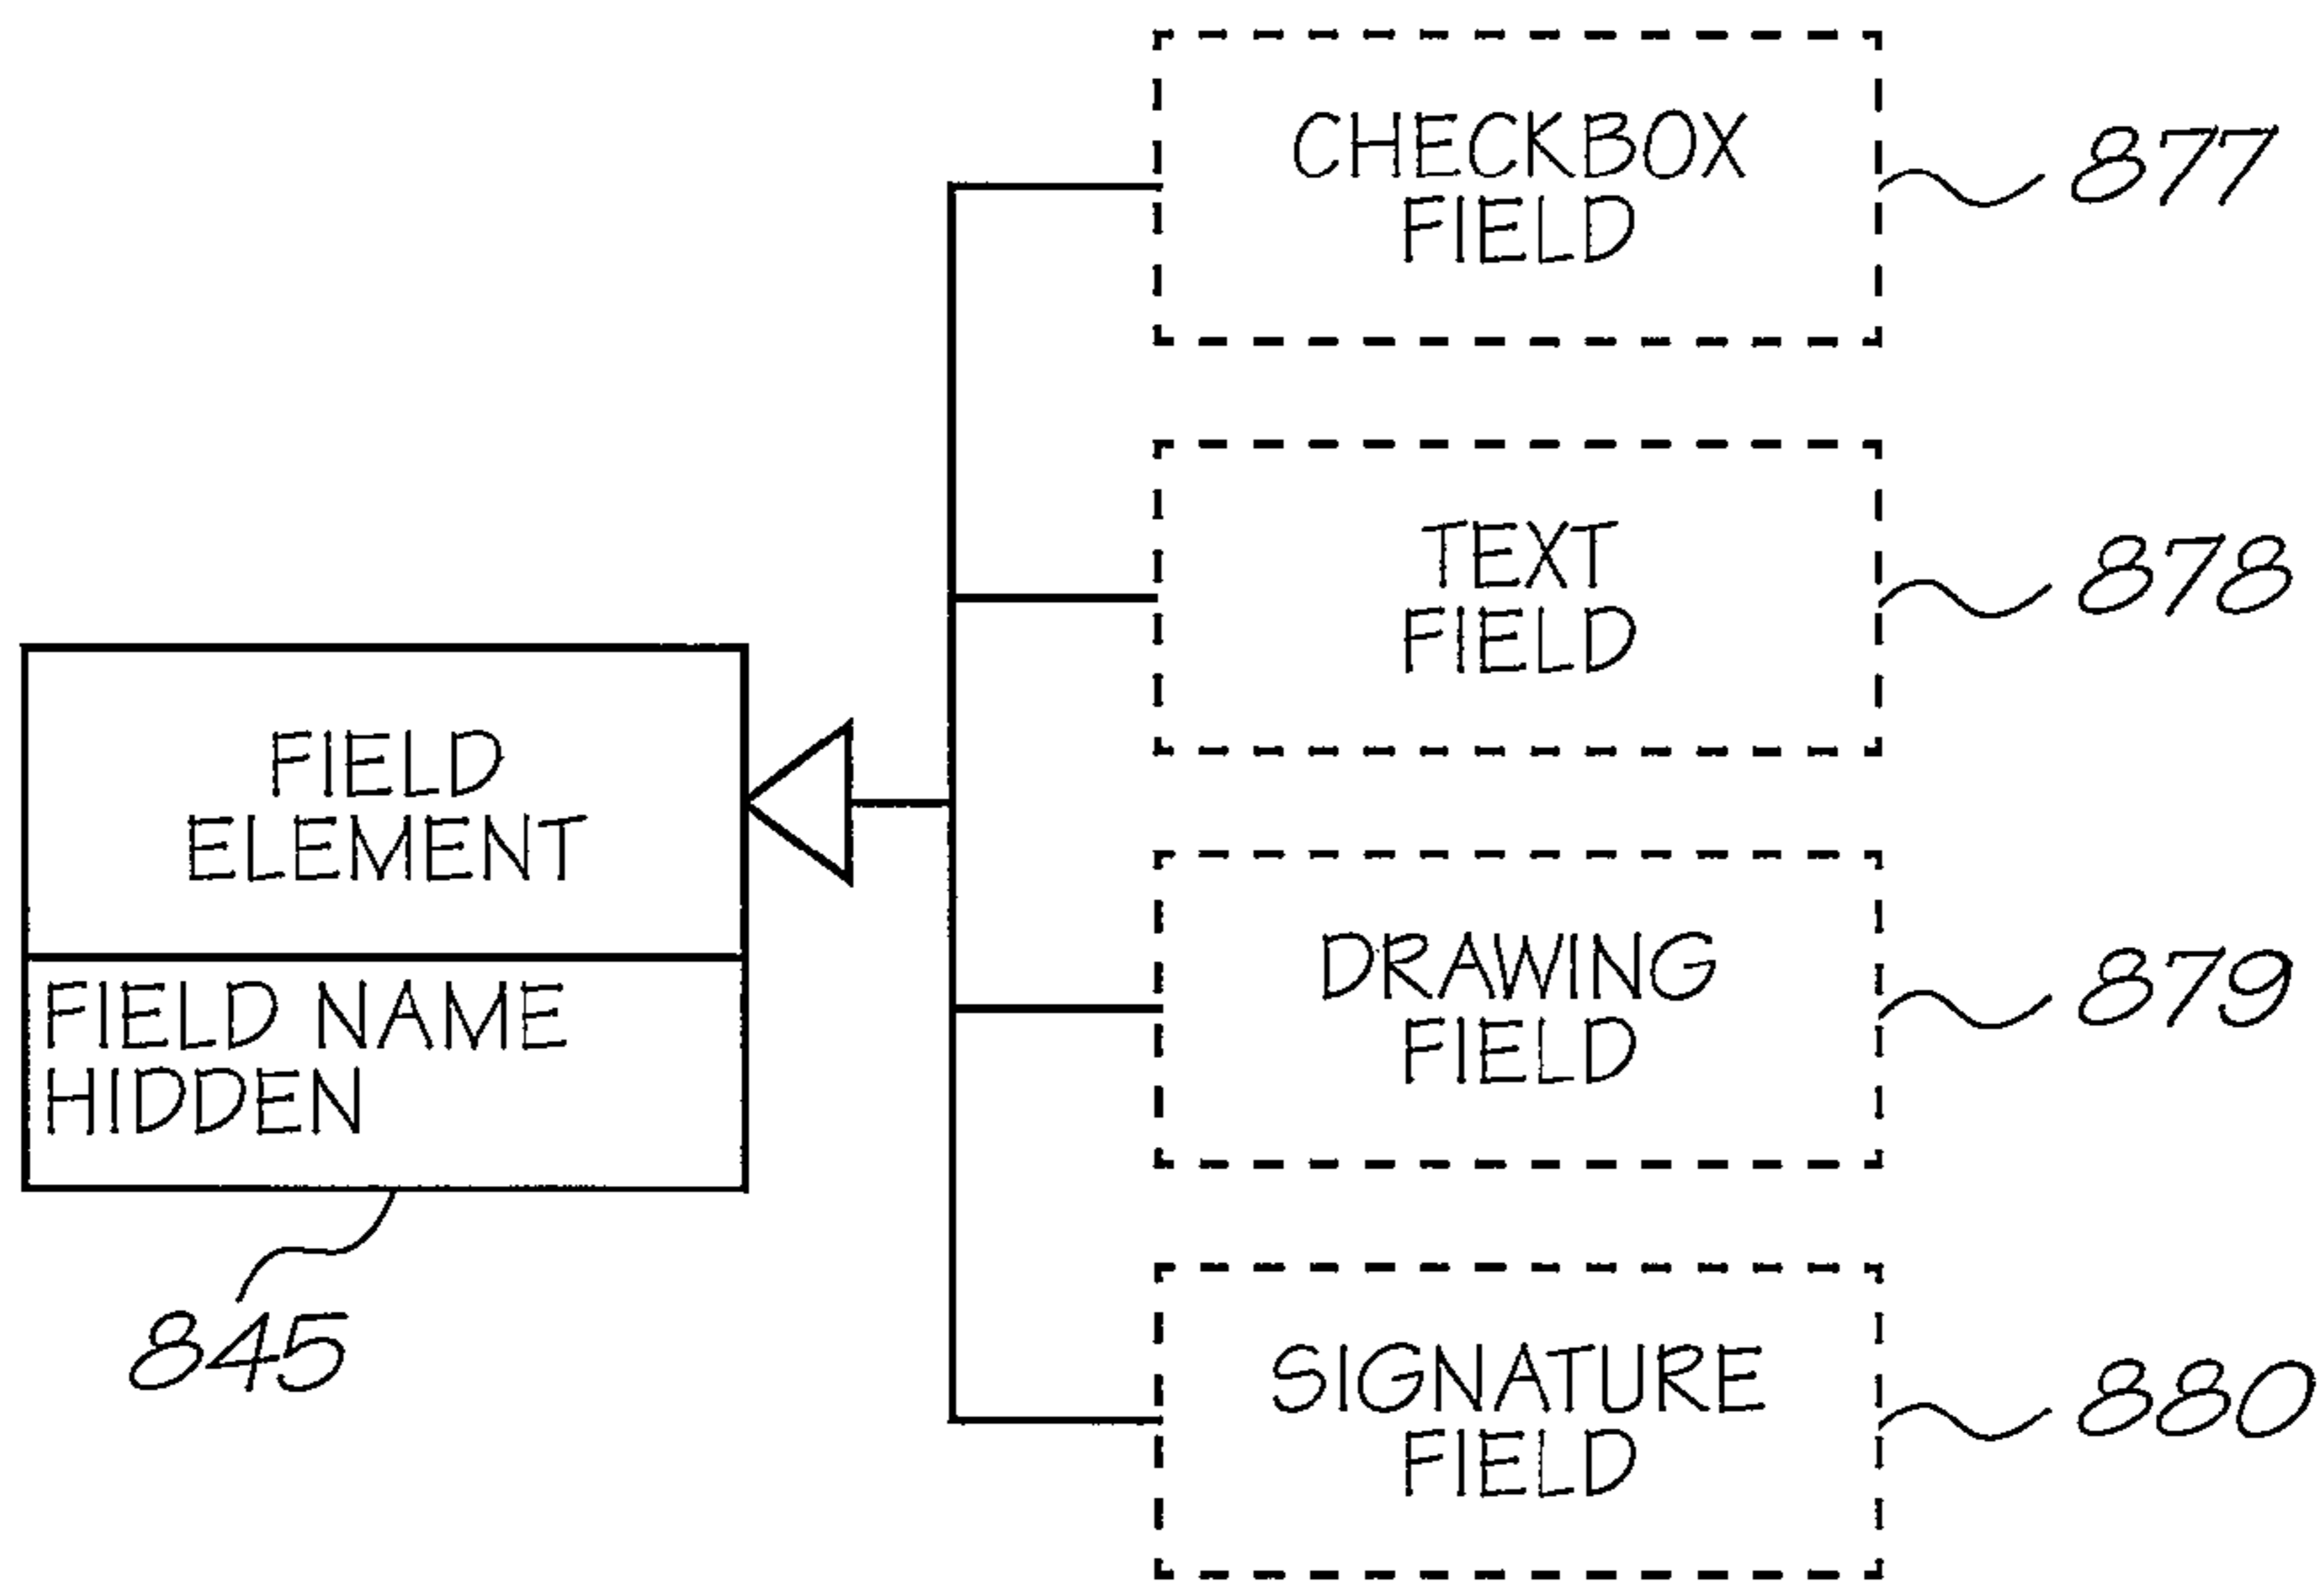 CHECKBOX
FIELD
877
TEXT
FIELD
878
FIELD
ELEMENT
FIELD NAME
HIDDEN
845
DRAWING
FIELD
879
SIGNATURE
FIELD
880